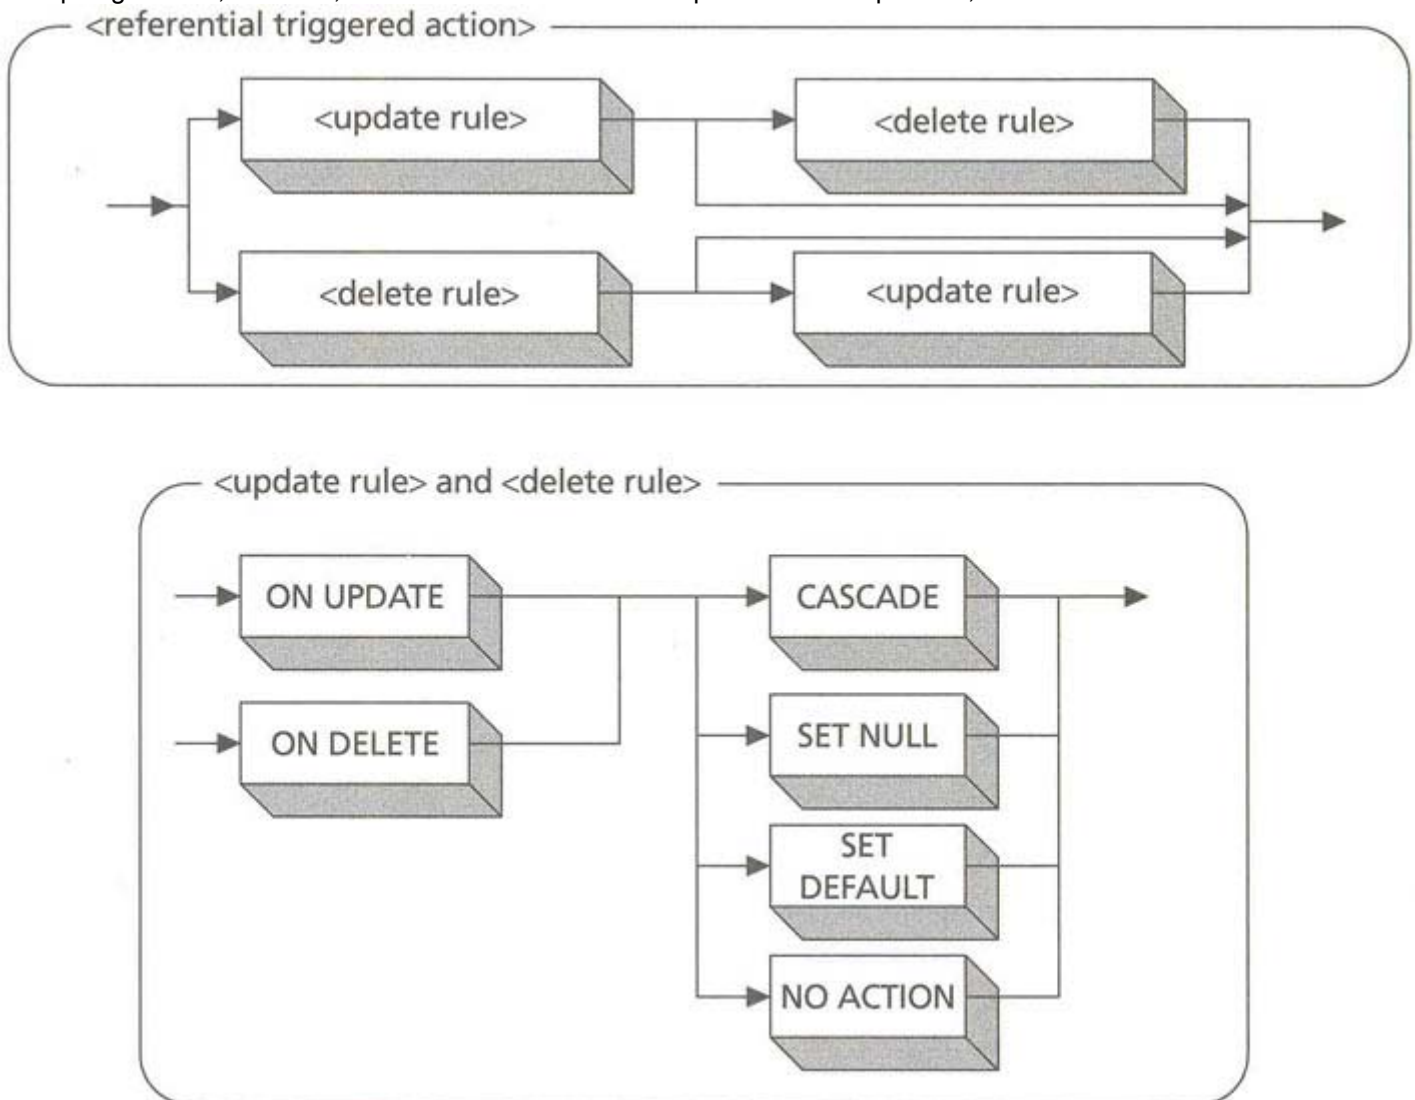 <referential triggered action>
<update rule>
<delete rule>
<delete rule>
<update rule>
<update rule> and <delete rule>
ON UPDATE
CASCADE
ON DELETE
SET NULL
SET
DEFAULT
NO ACTION